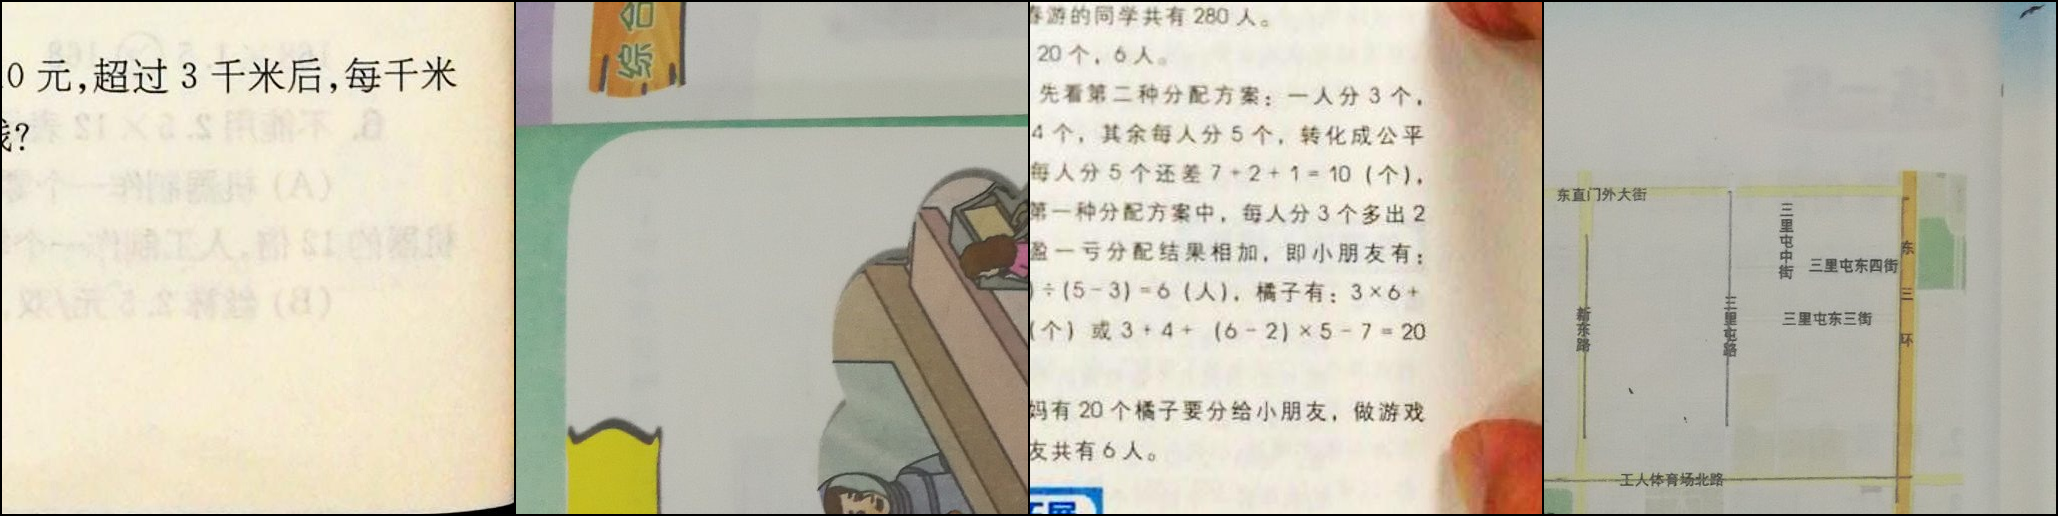 0 元,超过 3 千米后,每千米
钱?
综合
春游的同学共有 280 人。
20 个，6 人。
先看第二种分配方案：一人分 3 个，
4 个，其余每人分 5 个，转化成公平
每人分 5 个还差 7 + 2 + 1 = 10（个），
第一种分配方案中，每人分 3 个多出 2
盈一亏分配结果相加，即小朋友有：
) ÷ (5 - 3) = 6（人），橘子有：3 × 6 +
（个）或 3 + 4 + (6 - 2) × 5 - 7 = 20
妈有 20 个橘子要分给小朋友，做游戏
友共有 6 人。
东直门外大街
三里屯中街
东三环
三里屯东四街
新东路
三里屯路
三里屯东三街
工人体育场北路